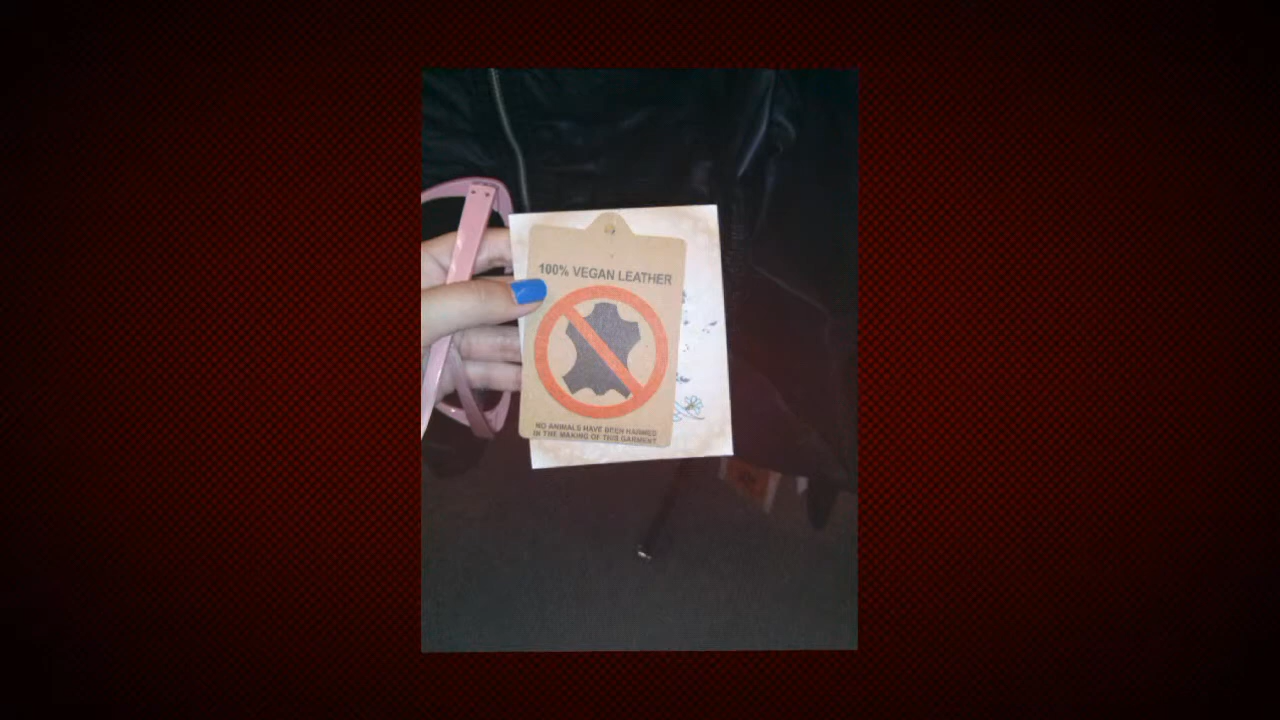 100% VEGAN LEATHER
NO ANIMALS HAVE BEEN HARMED
IN THE MAKING OF THIS GARMENT